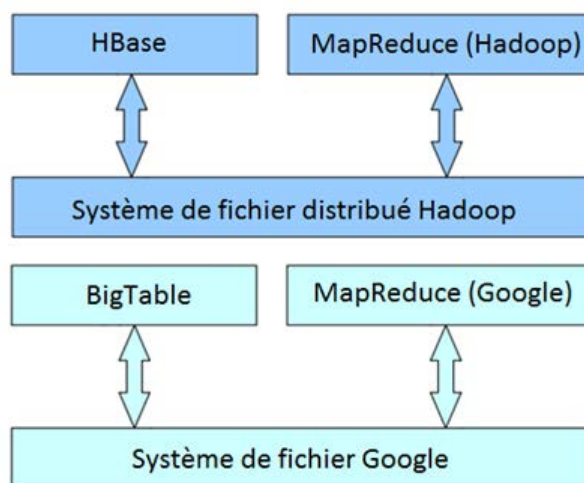 HBase
MapReduce (Hadoop)
Système de fichier distribué Hadoop
BigTable
MapReduce (Google)
Système de fichier Google